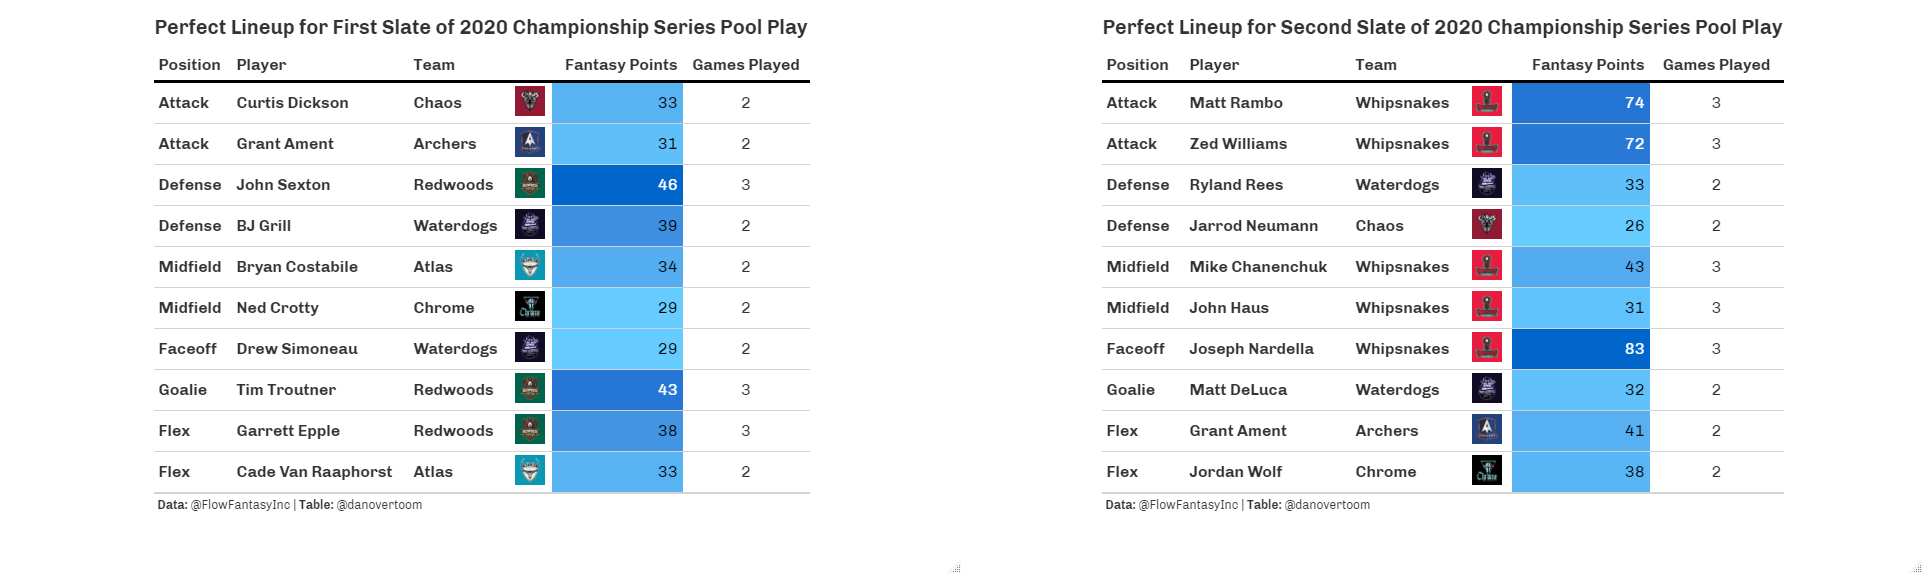 Perfect Lineup for First Slate of 2020 Championship Series Pool Play
Position Player Team Fantasy Points Games Played
Attack Curtis Dickson Chaos 33 2
Attack Grant Ament Archers 31 2
Defense John Sexton Redwoods 46 3
Defense BJ Grill Waterdogs 39 2
Midfield Bryan Costabile Atlas 34 2
Midfield Ned Crotty Chrome 29 2
Faceoff Drew Simoneau Waterdogs 29 2
Goalie Tim Troutner Redwoods 43 3
Flex Garrett Epple Redwoods 38 3
Flex Cade Van Raaphorst Atlas 33 2
Data: @FlowFantasyInc | Table: @danovertoom
Perfect Lineup for Second Slate of 2020 Championship Series Pool Play
Position Player Team Fantasy Points Games Played
Attack Matt Rambo Whipsnakes 74 3
Attack Zed Williams Whipsnakes 72 3
Defense Ryland Rees Waterdogs 33 2
Defense Jarrod Neumann Chaos 26 2
Midfield Mike Chanenchuk Whipsnakes 43 3
Midfield John Haus Whipsnakes 31 3
Faceoff Joseph Nardella Whipsnakes 83 3
Goalie Matt DeLuca Waterdogs 32 2
Flex Grant Ament Archers 41 2
Flex Jordan Wolf Chrome 38 2
Data: @FlowFantasyInc | Table: @danovertoom